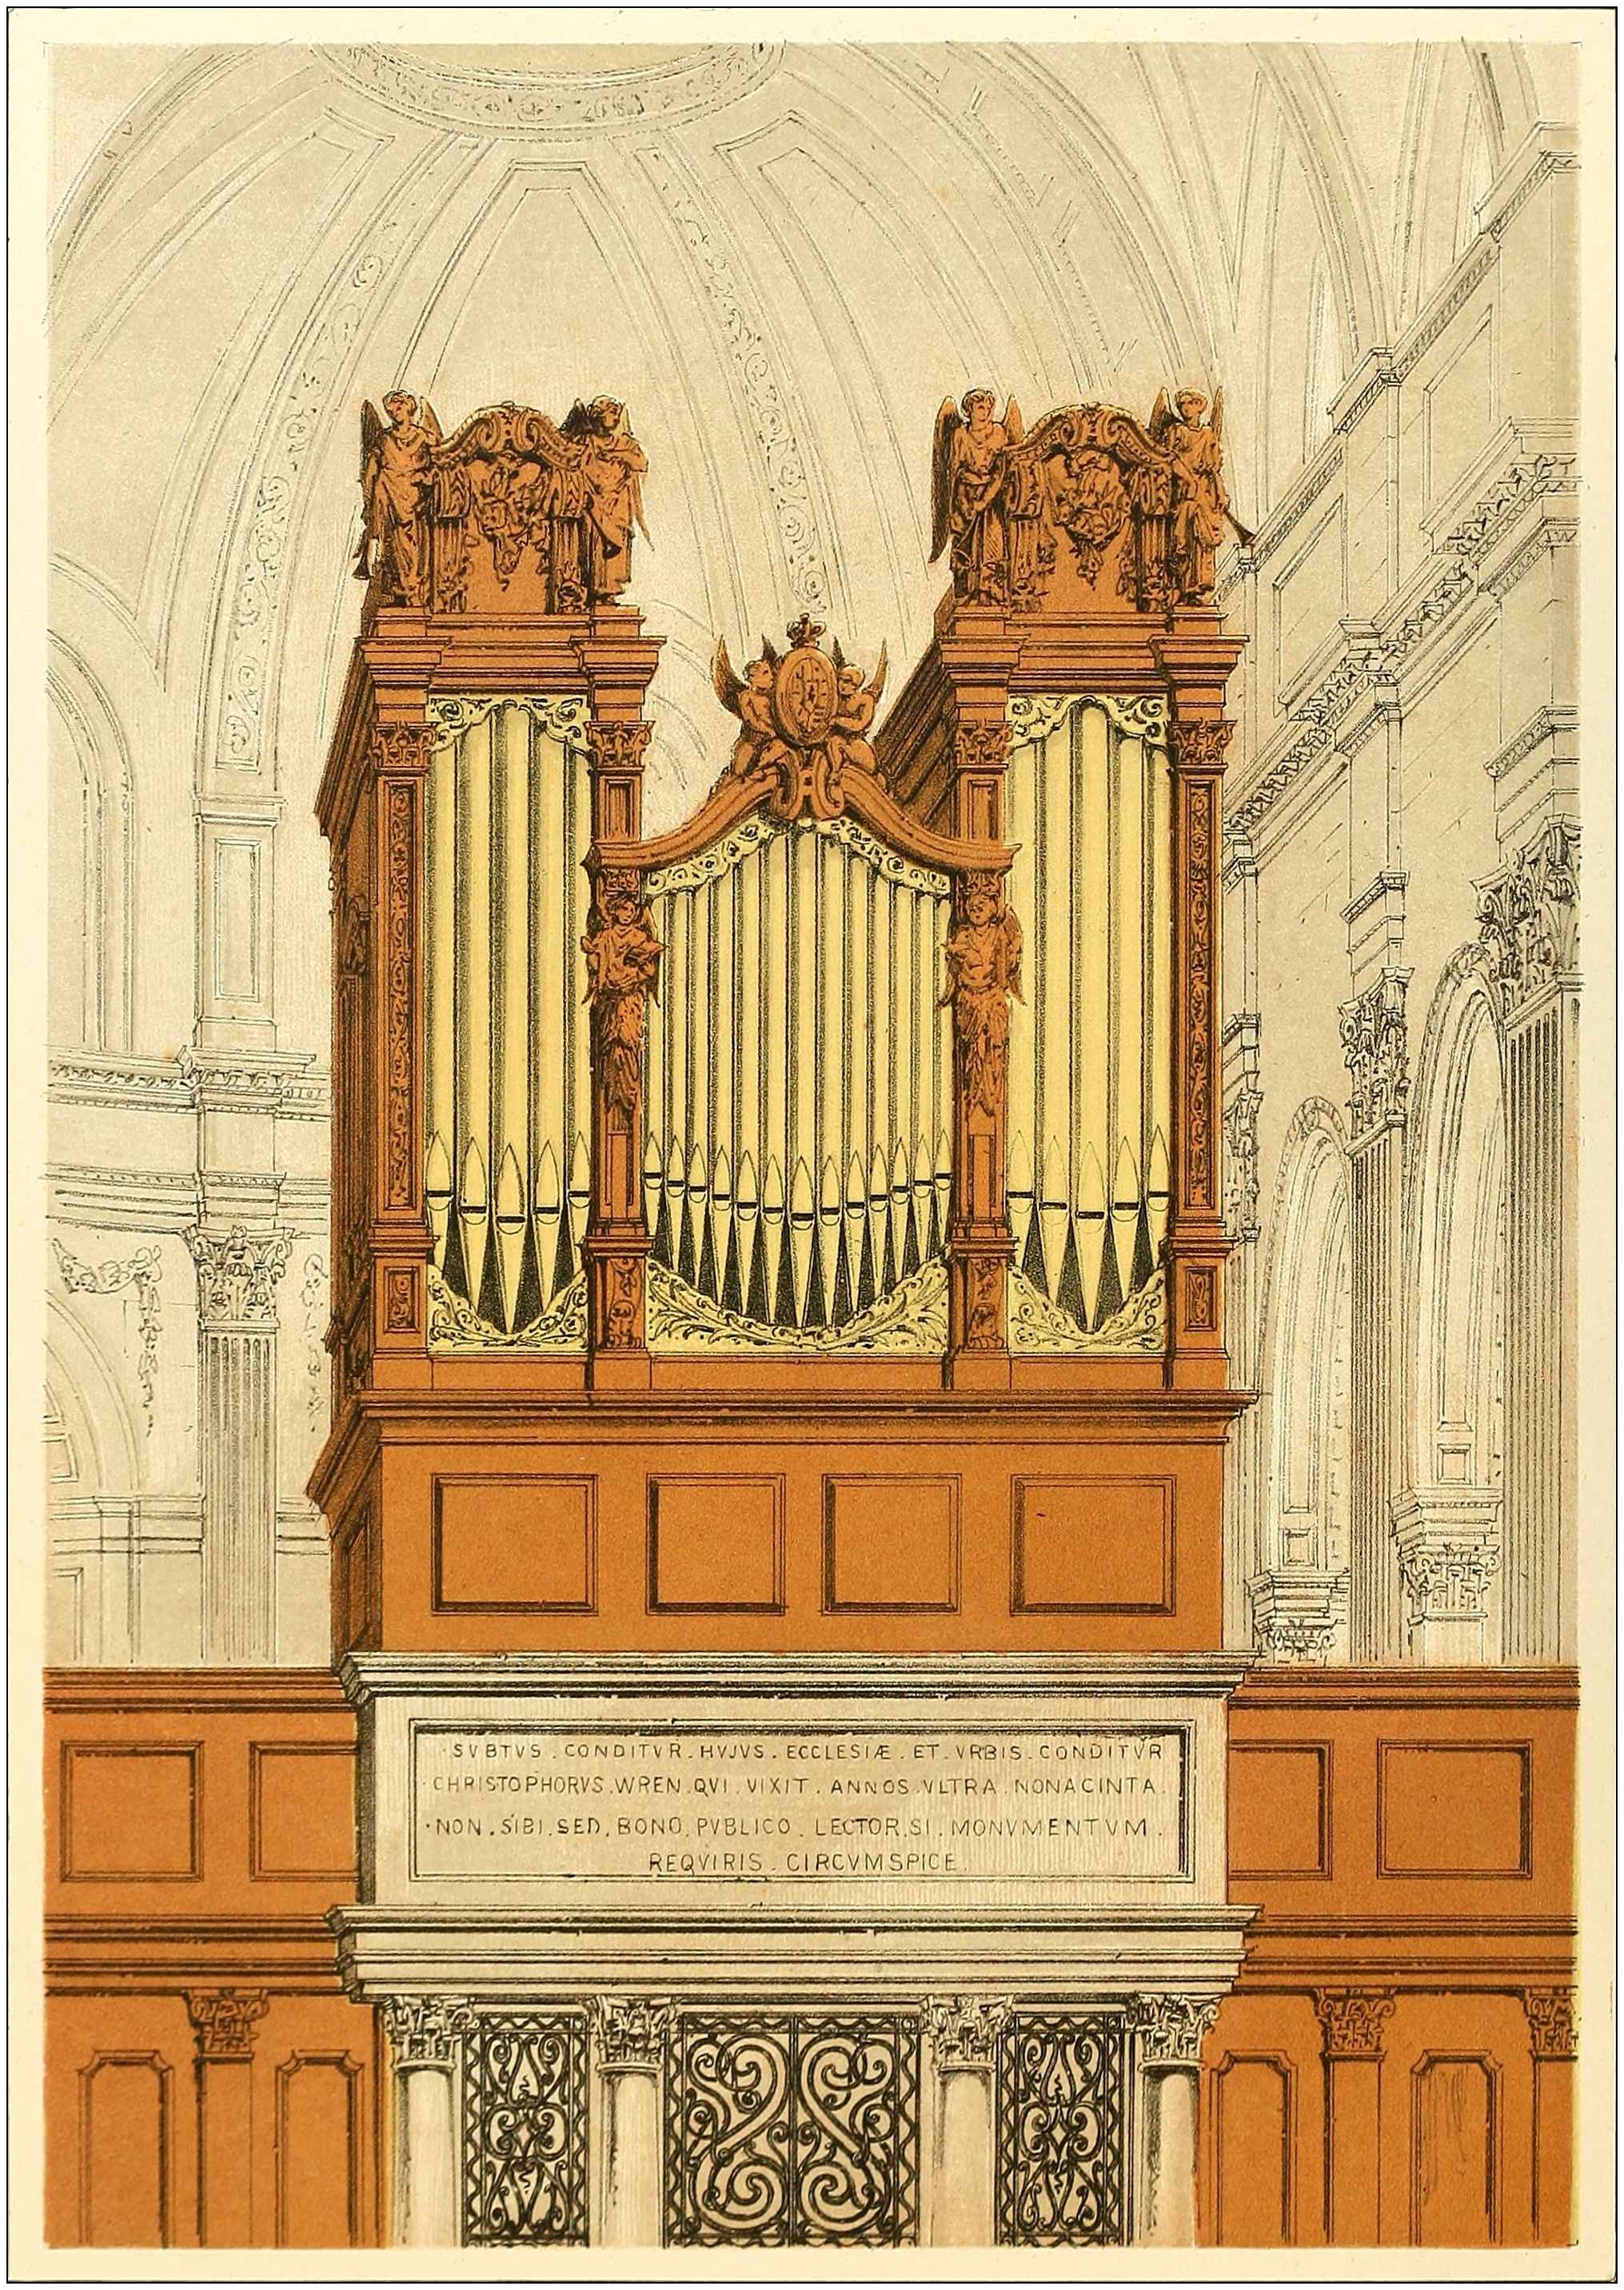 ·SVBTVS.CONDITVR.HVJVS.ECCLESIÆ.ET.VRBIS.CONDITVR
·CHRISTOPHORVS.WREN.QVI.VIXIT.ANNOS.VLTRA.NONACINTA.
·NON.SIBI.SED.BONO.PVBLICO.LECTOR.SI.MONVMENTVM.
REQVIRIS.CIRCVMSPICE.